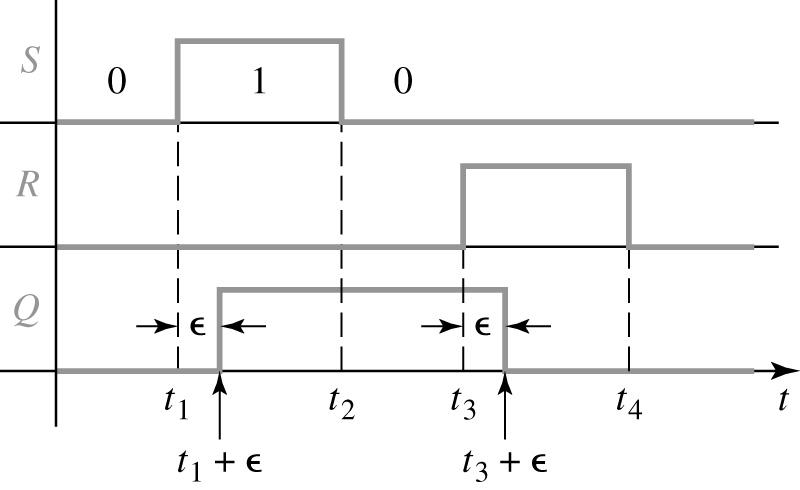 S 0 1 0
R
Q ϵ ϵ
t₁ t₂ t₃ t₄ t
t₁ + ϵ t₃ + ϵ